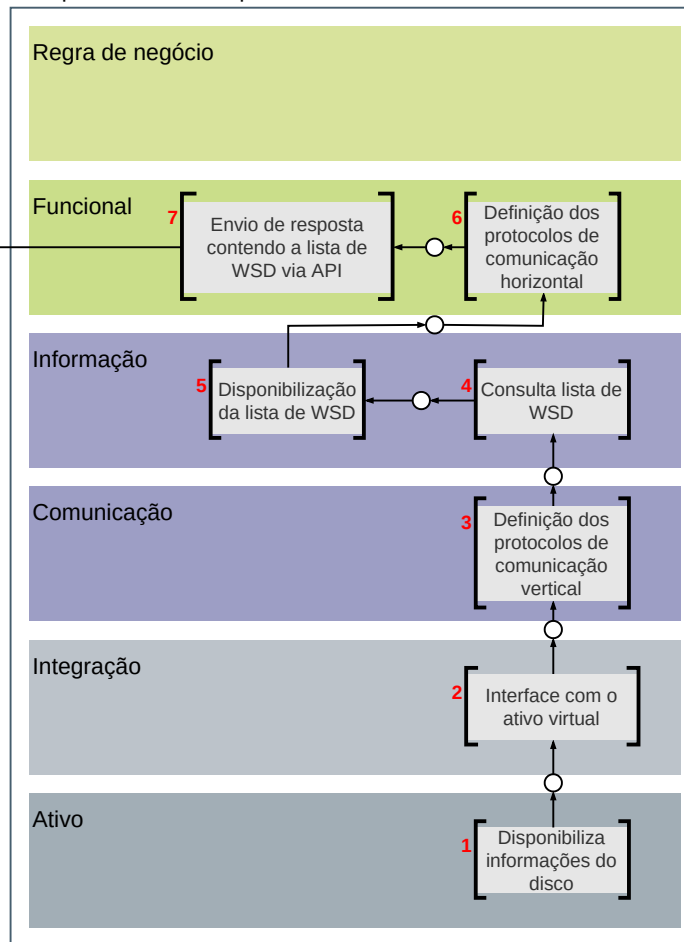 Regra de negócio
Funcional
7
Envio de resposta
contendo a lista de
WSD via API
6
Definição dos
protocolos de
comunicação
horizontal
Informação
5
Disponibilização
da lista de WSD
4
Consulta lista de
WSD
Comunicação
3
Definição dos
protocolos de
comunicação
vertical
Integração
2
Interface com o
ativo virtual
Ativo
1
Disponibiliza
informações do
disco